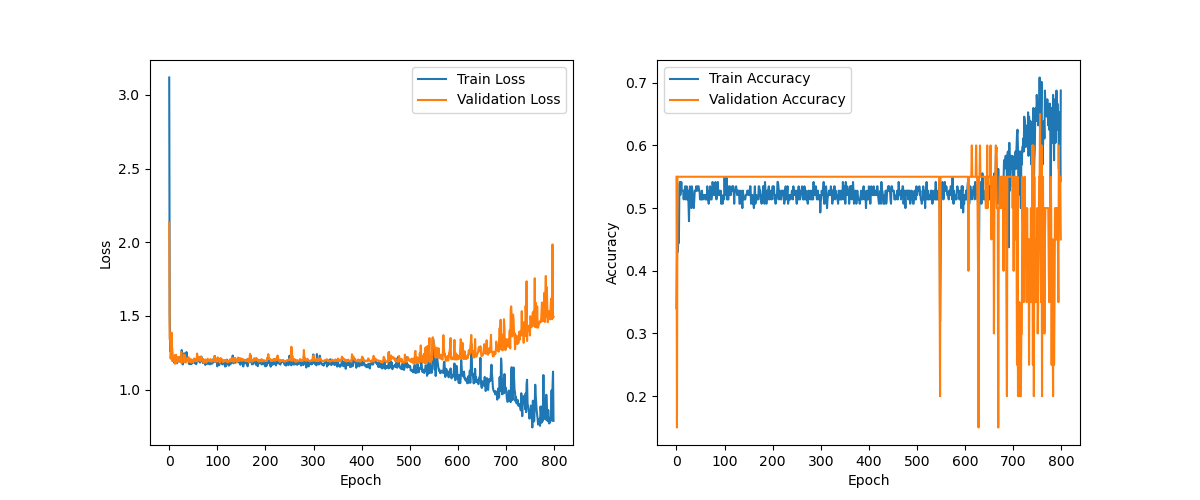 Train Loss
Validation Loss
3.0
2.5
2.0
1.5
1.0
Loss
0 100 200 300 400 500 600 700 800
Epoch
Train Accuracy
Validation Accuracy
0.7
0.6
0.5
0.4
0.3
0.2
Accuracy
0 100 200 300 400 500 600 700 800
Epoch